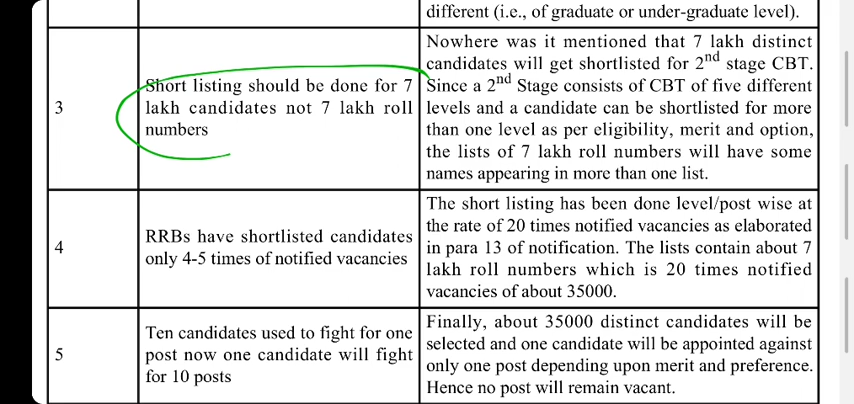 different (i.e., of graduate or under-graduate level).
3
Short listing should be done for 7
lakh candidates not 7 lakh roll
numbers
Nowhere was it mentioned that 7 lakh distinct
candidates will get shortlisted for 2nd stage CBT.
Since a 2nd Stage consists of CBT of five different
levels and a candidate can be shortlisted for more
than one level as per eligibility, merit and option,
the lists of 7 lakh roll numbers will have some
names appearing in more than one list.
4
RRBs have shortlisted candidates
only 4-5 times of notified vacancies
The short listing has been done level/post wise at
the rate of 20 times notified vacancies as elaborated
in para 13 of notification. The lists contain about 7
lakh roll numbers which is 20 times notified
vacancies of about 35000.
5
Ten candidates used to fight for one
post now one candidate will fight
for 10 posts
Finally, about 35000 distinct candidates will be
selected and one candidate will be appointed against
only one post depending upon merit and preference.
Hence no post will remain vacant.